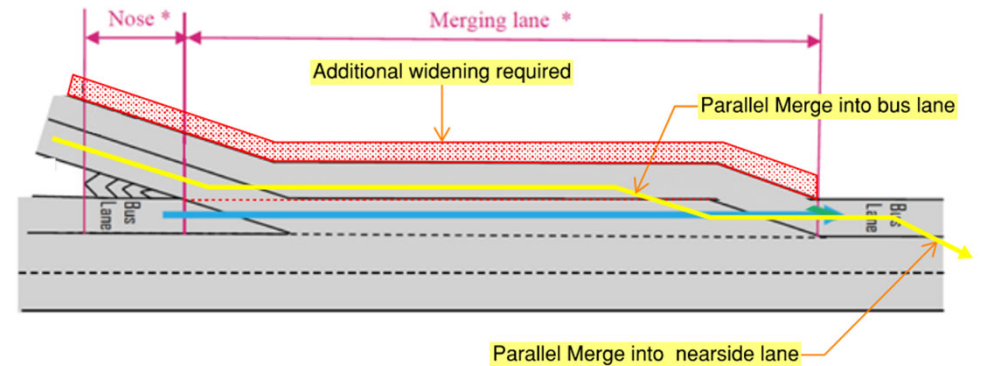 Nose *
Merging lane *
Additional widening required
Parallel Merge into bus lane
Bus
Lane
Bus
Lane
Parallel Merge into nearside lane